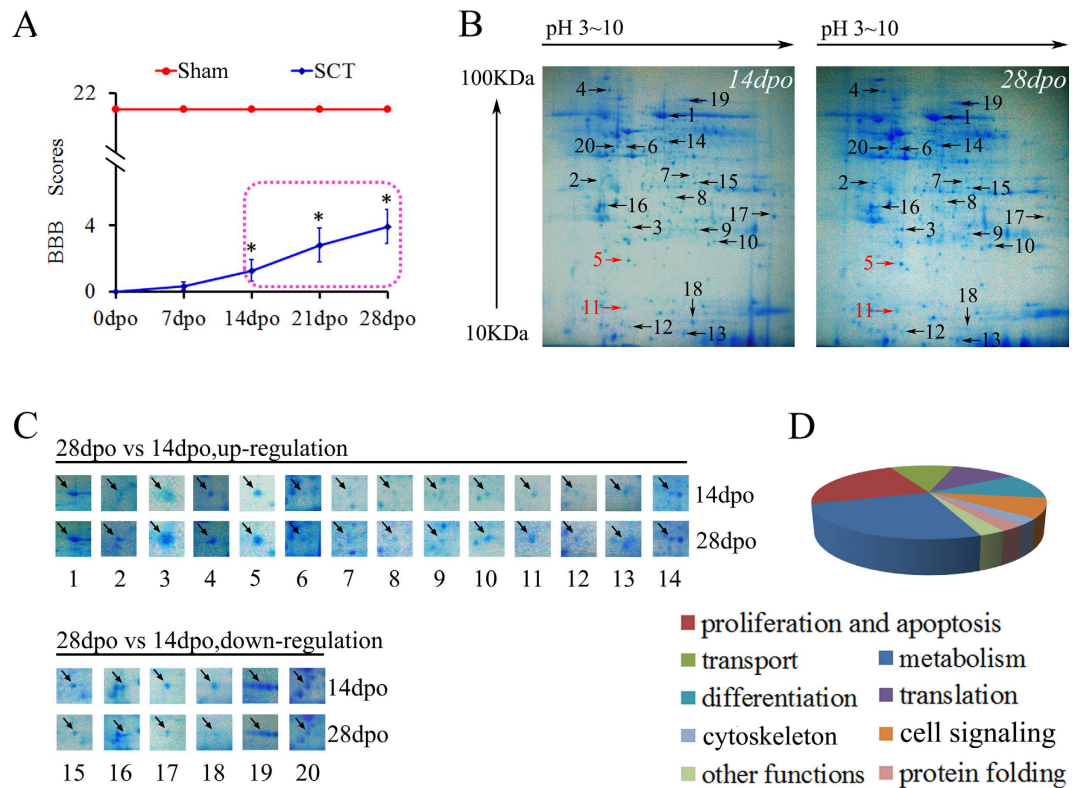 A
Sham
SCT
22
BBB Scores
4
0
*
*
*
0dpo 7dpo 14dpo 21dpo 28dpo
B
pH 3~10
pH 3~10
100KDa
10KDa
14dpo
4
19
1
20
6
14
2
7
15
8
16
17
3
9
10
5
11
18
12
13
28dpo
4
19
1
20
6
14
2
7
15
8
16
17
3
9
10
5
11
18
12
13
C
28dpo vs 14dpo,up-regulation
14dpo
28dpo
1 2 3 4 5 6 7 8 9 10 11 12 13 14
28dpo vs 14dpo,down-regulation
14dpo
28dpo
15 16 17 18 19 20
D
proliferation and apoptosis
transport
metabolism
differentiation
translation
cytoskeleton
cell signaling
other functions
protein folding